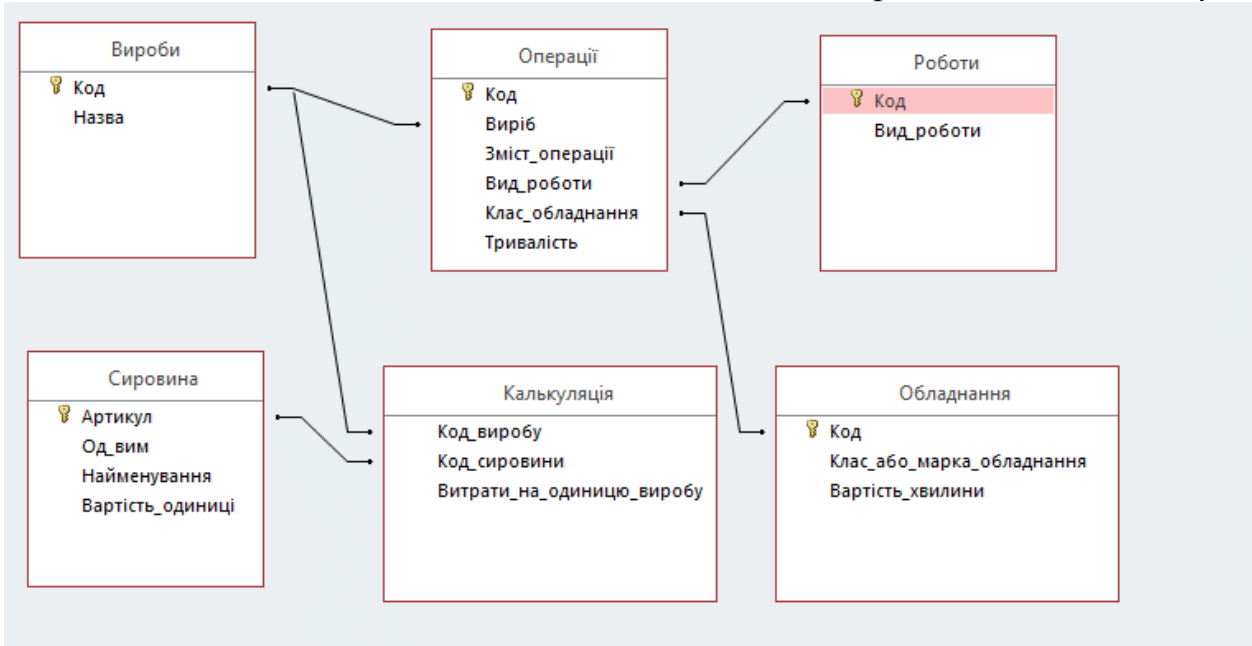 Вироби
Код
Назва
Операції
Код
Виріб
Зміст_операції
Вид_роботи
Клас_обладнання
Тривалість
Роботи
Код
Вид_роботи
Сировина
Артикул
Од_вим
Найменування
Вартість_одиниці
Калькуляція
Код_виробу
Код_сировини
Витрати_на_одиницю_виробу
Обладнання
Код
Клас_або_марка_обладнання
Вартість_хвилини